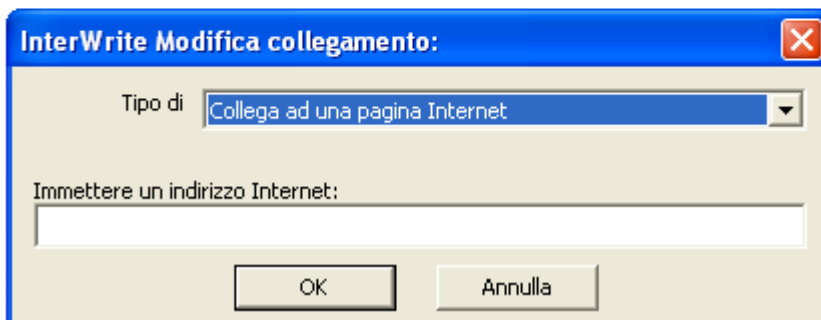 InterWrite Modifica collegamento:
Tipo di
Collega ad una pagina Internet
Immettere un indirizzo Internet:
OK
Annulla